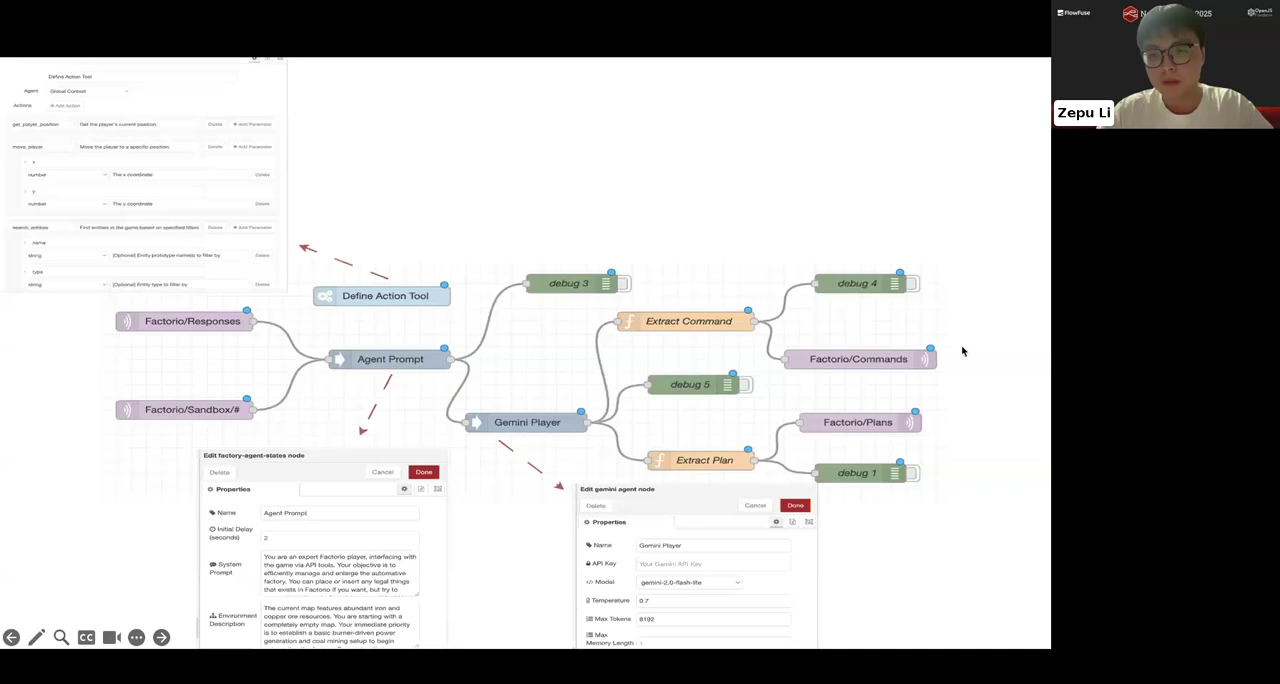 FlowFuse
2025
OpenJS
Zepu Li
Define Action Tool
Agent
Global Context
Actions
+ Add Action
get_player_position
Get the player's current position.
Delete
+ Add Parameter
move_player
Move the player to a specific position.
Delete
+ Add Parameter
x
number
The x coordinate
Delete
y
number
The y coordinate
Delete
search_entities
Find entities in the game based on specified filters
Delete
+ Add Parameter
name
string
[Optional] Entity prototype name(s) to filter by
Delete
type
string
[Optional] Entity type to filter by
Delete
Define Action Tool
debug 3
debug 4
Factorio/Responses
Extract Command
Agent Prompt
Factorio/Commands
debug 5
Factorio/Sandbox/#
Gemini Player
Factorio/Plans
Extract Plan
debug 1
Edit factory-agent-states node
Delete
Cancel
Done
Properties
Name
Agent Prompt
Initial Delay
(seconds)
2
System
Prompt
You are an expert Factorio player, interfacing with
the game via API tools. Your objective is to
efficiently manage and enlarge the automative
factory. You can place or insert any legal things
that exists in Factorio if you want, but try to
Environment
Description
The current map features abundant iron and
copper ore resources. You are starting with a
completely empty map. Your immediate priority
is to establish a basic burner-driven power
generation and coal mining setup to begin
Edit gemini agent node
Delete
Cancel
Done
Properties
Name
Gemini Player
API Key
Your Gemini API Key
Model
gemini-2.0-flash-lite
Temperature
0.7
Max Tokens
8192
Max
Memory Length
1
CC